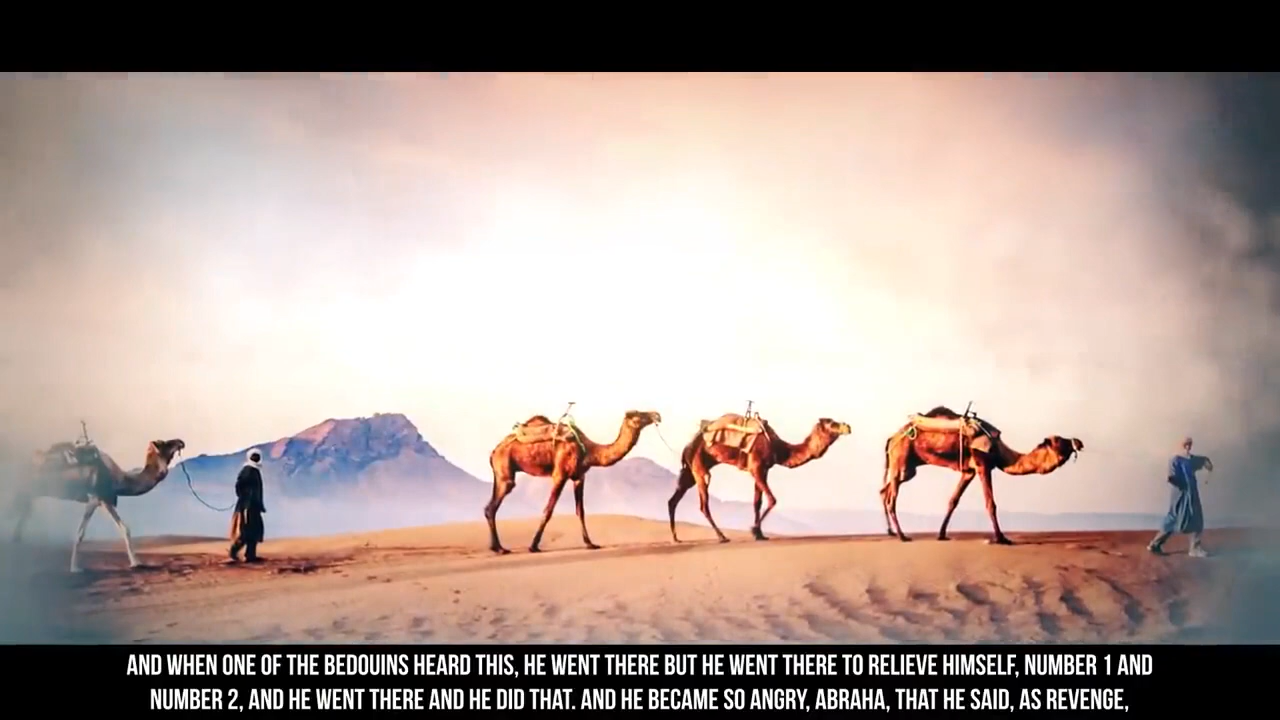 AND WHEN ONE OF THE BEDOUINS HEARD THIS, HE WENT THERE BUT HE WENT THERE TO RELIEVE HIMSELF, NUMBER 1 AND
NUMBER 2, AND HE WENT THERE AND HE DID THAT. AND HE BECAME SO ANGRY, ABRAHA, THAT HE SAID, AS REVENGE,